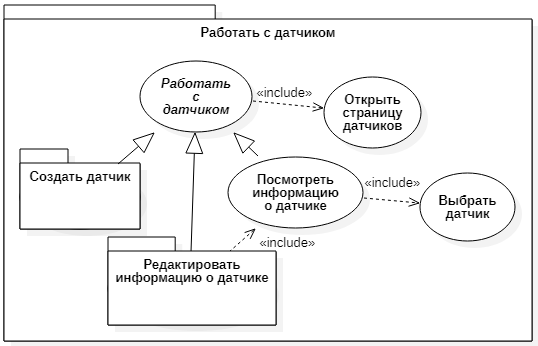 Работать с датчиком
Работать
с
датчиком
«include»
Открыть
страницу
датчиков
Создать датчик
Посмотреть
информацию
о датчике
«include»
Выбрать
датчик
«include»
Редактировать
информацию о датчике